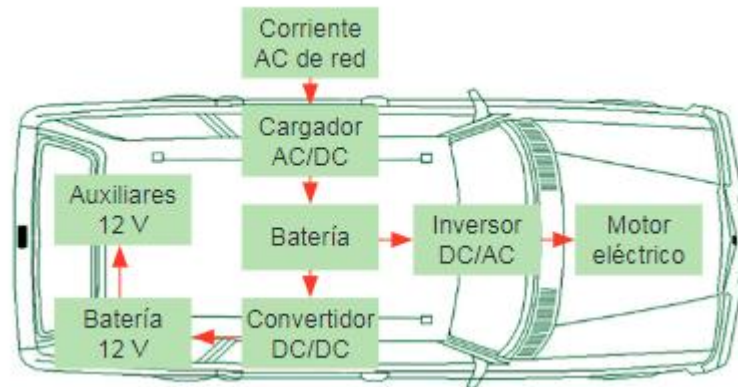 Corriente
AC de red
Cargador
AC/DC
Auxiliares
12 V
Batería
Inversor
DC/AC
Motor
eléctrico
Batería
12 V
Convertidor
DC/DC